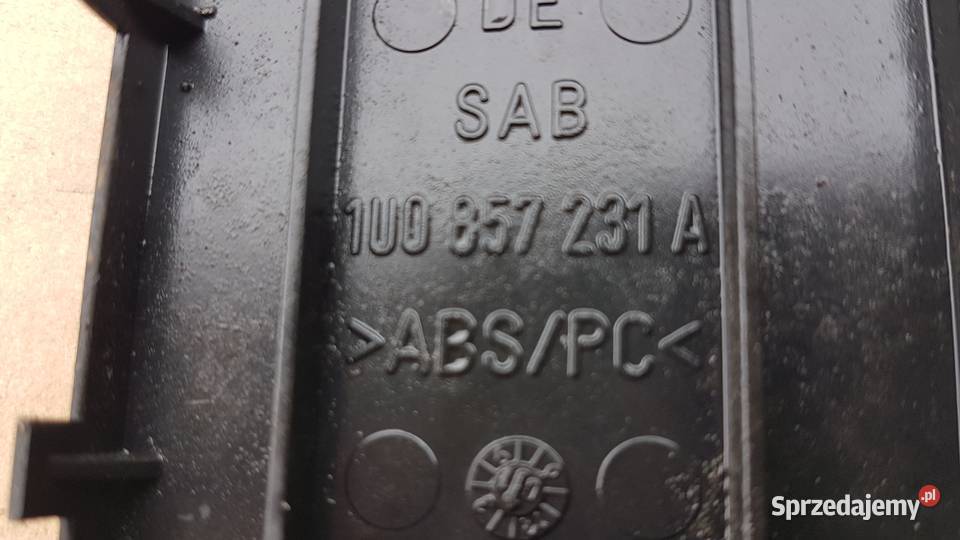 DE
SAB
1U0 857 231 A
>ABS/PC<
Sprzedajemy.pl